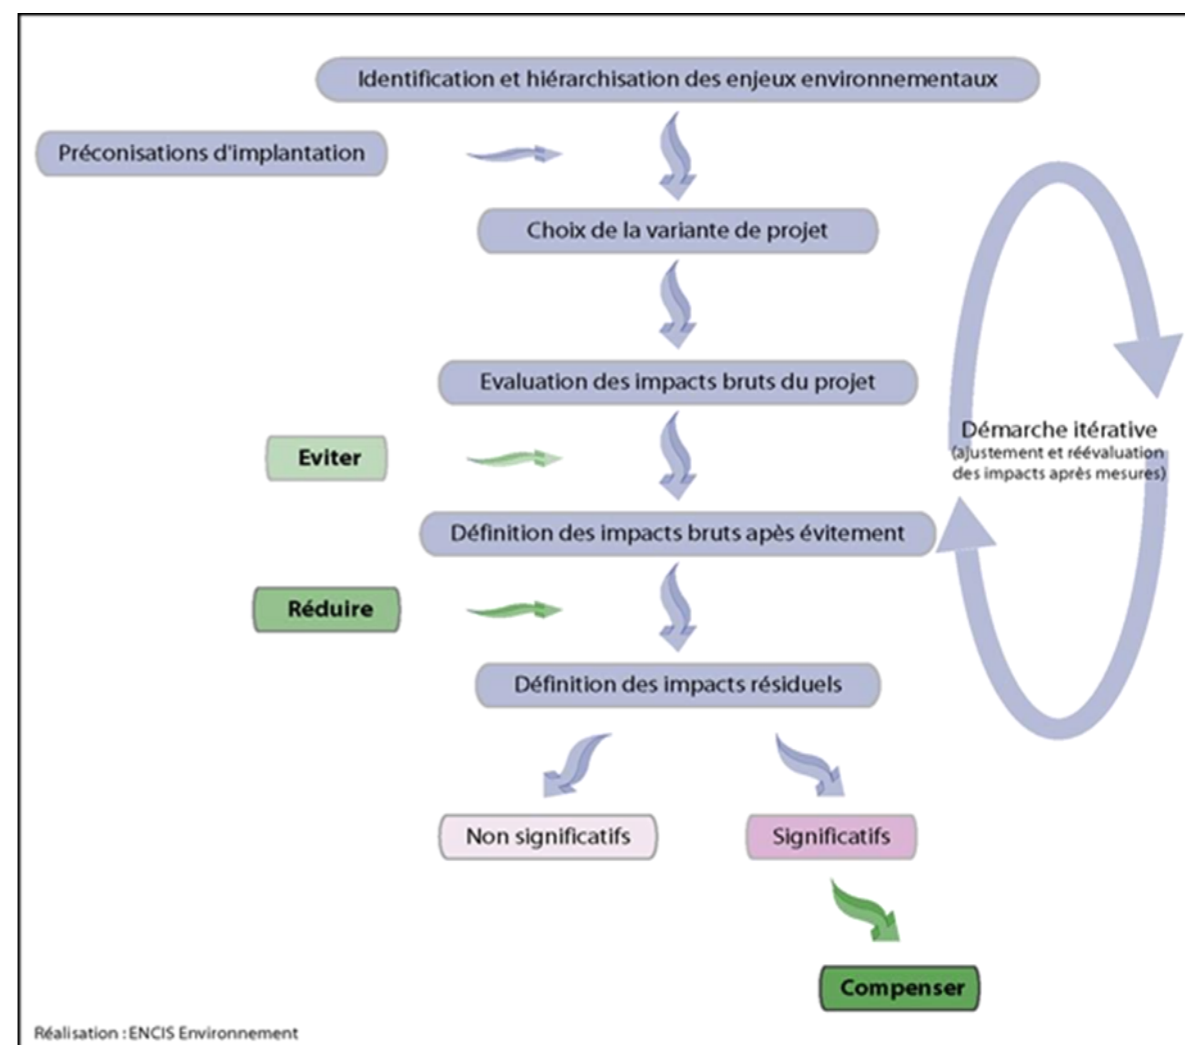 Identification et hiérarchisation des enjeux environnementaux
Préconisations d'implantation
Choix de la variante de projet
Evaluation des impacts bruts du projet
Démarche itérative
(ajustement et réévaluation
des impacts après mesures)
Eviter
Définition des impacts bruts apès évitement
Réduire
Définition des impacts résiduels
Non significatifs
Significatifs
Compenser
Réalisation : ENCIS Environnement